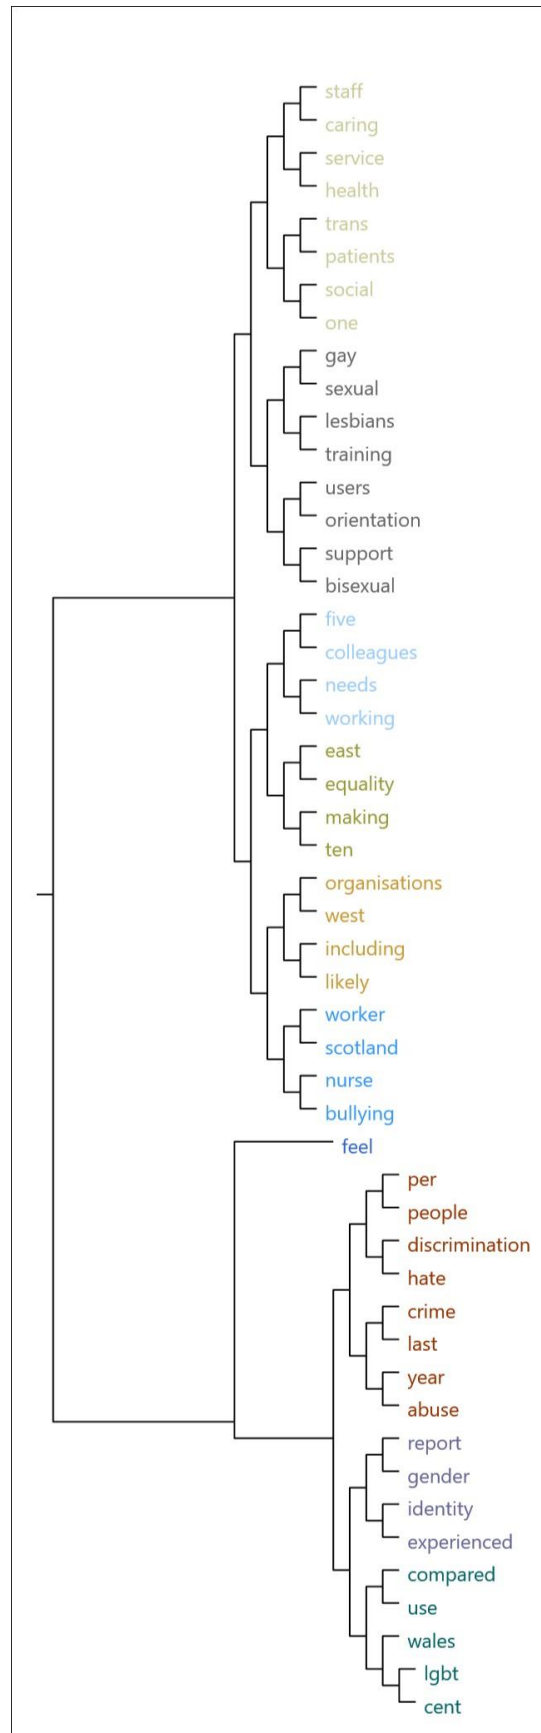 staff
caring
service
health
trans
patients
social
one
gay
sexual
lesbians
training
users
orientation
support
bisexual
five
colleagues
needs
working
east
equality
making
ten
organisations
west
including
likely
worker
scotland
nurse
bullying
feel
per
people
discrimination
hate
crime
last
year
abuse
report
gender
identity
experienced
compared
use
wales
lgbt
cent